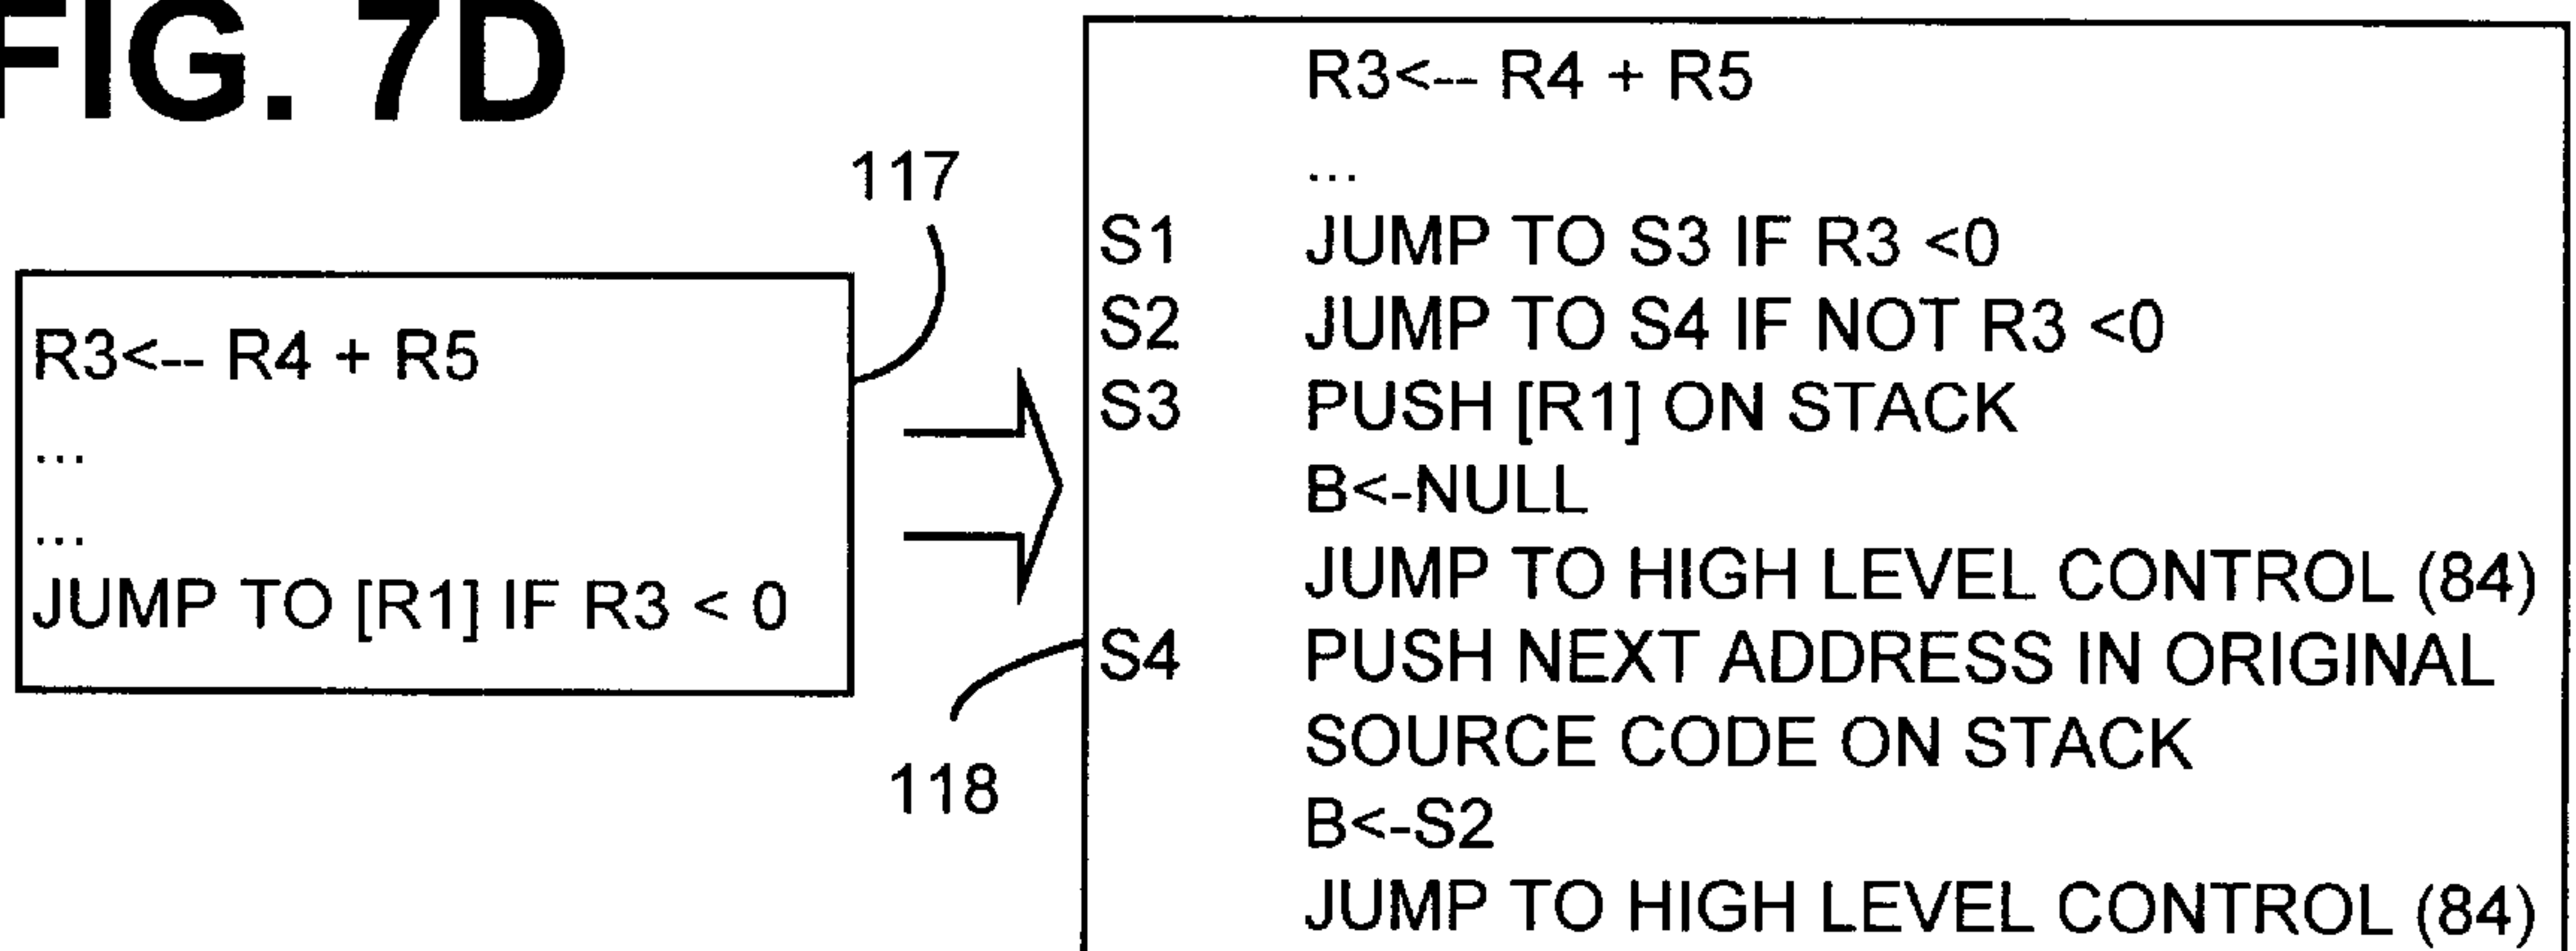 FIG. 7D
117
R3<-- R4 + R5
...
...
JUMP TO [R1] IF R3 < 0
118
R3<-- R4 + R5
...
S1 JUMP TO S3 IF R3 <0
S2 JUMP TO S4 IF NOT R3 <0
S3 PUSH [R1] ON STACK
B<-NULL
JUMP TO HIGH LEVEL CONTROL (84)
S4 PUSH NEXT ADDRESS IN ORIGINAL
SOURCE CODE ON STACK
B<-S2
JUMP TO HIGH LEVEL CONTROL (84)